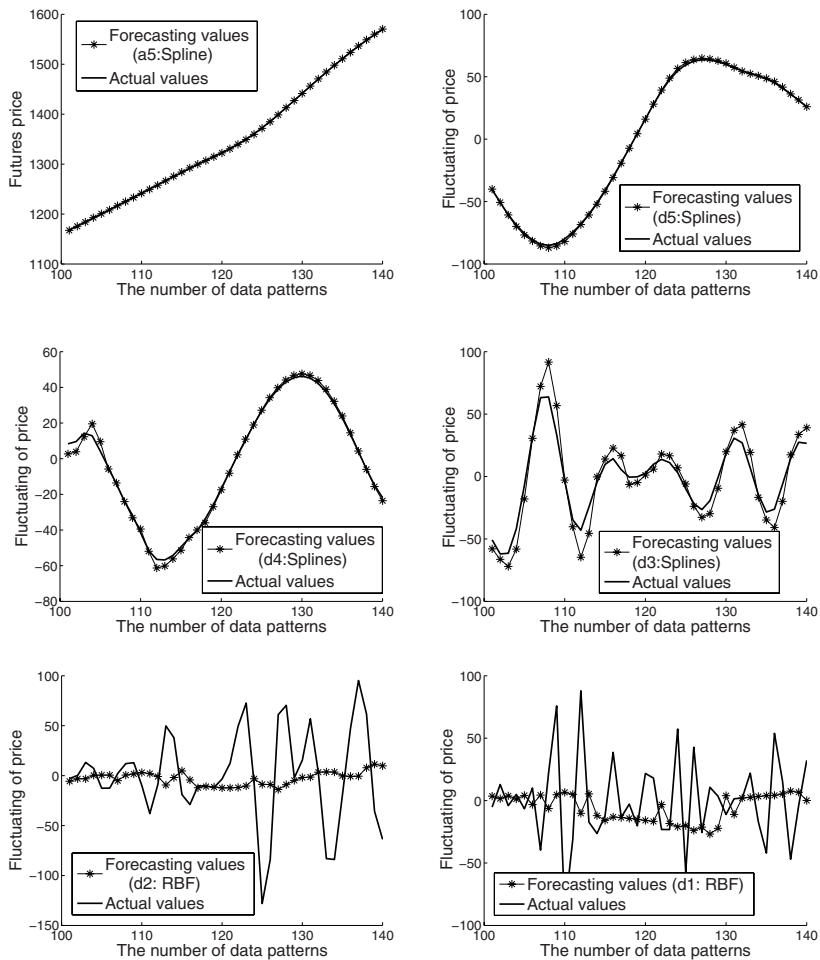 1600
1500
1400
1300
1200
1100
Futures price
Forecasting values
(a5:Spline)
Actual values
100 110 120 130 140
The number of data patterns
100
50
0
−50
−100
Fluctuating of price
Forecasting values
(d5:Splines)
Actual values
100 110 120 130 140
The number of data patterns
60
40
20
0
−20
−40
−60
−80
Fluctuating of price
Forecasting values
(d4:Splines)
Actual values
100 110 120 130 140
The number of data patterns
100
50
0
−50
−100
Fluctuating of price
Forecasting values
(d3:Splines)
Actual values
100 110 120 130 140
The number of data patterns
100
50
0
−50
−100
−150
Fluctuating of price
Forecasting values
(d2: RBF)
Actual values
100 110 120 130 140
The number of data patterns
100
50
0
−50
−100
Fluctuating of price
Forecasting values (d1: RBF)
Actual values
100 110 120 130 140
The number of data patterns